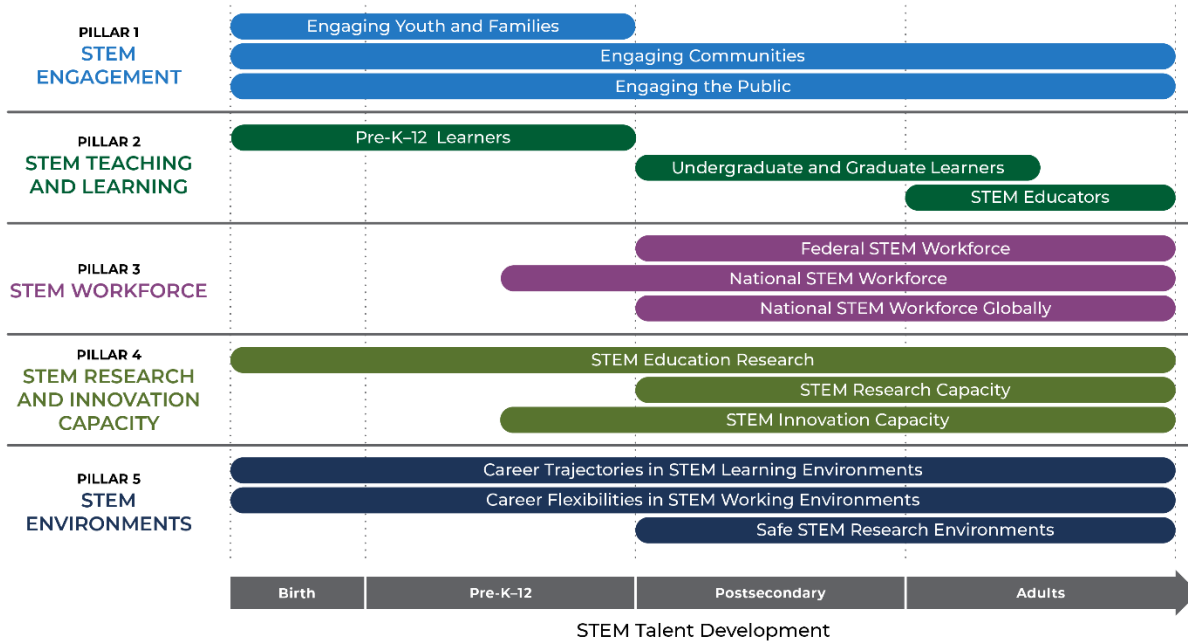 PILLAR 1
STEM
ENGAGEMENT
Engaging Youth and Families
Engaging Communities
Engaging the Public
PILLAR 2
STEM TEACHING
AND LEARNING
Pre-K–12 Learners
Undergraduate and Graduate Learners
STEM Educators
PILLAR 3
STEM WORKFORCE
Federal STEM Workforce
National STEM Workforce
National STEM Workforce Globally
PILLAR 4
STEM RESEARCH
AND INNOVATION
CAPACITY
STEM Education Research
STEM Research Capacity
STEM Innovation Capacity
PILLAR 5
STEM
ENVIRONMENTS
Career Trajectories in STEM Learning Environments
Career Flexibilities in STEM Working Environments
Safe STEM Research Environments
Birth
Pre-K–12
Postsecondary
Adults
STEM Talent Development